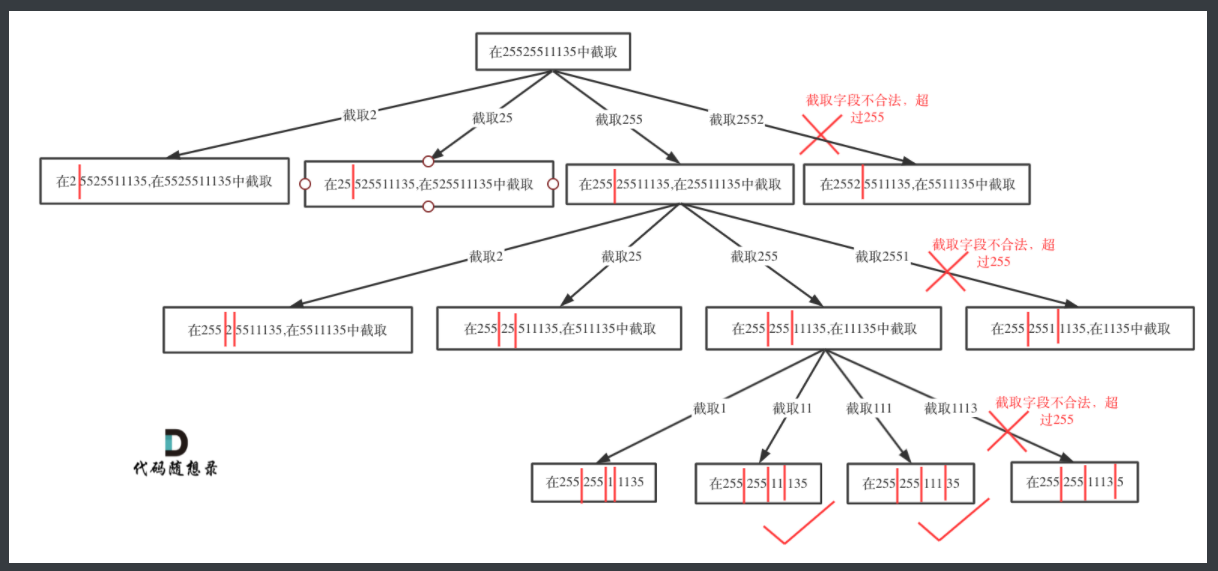 在25525511135中截取
截取字段不合法、超
过255
截取2
截取25
截取255
截取2552
在2 5525511135,在5525511135中截取
在25 525511135,在525511135中截取
在255 25511135,在25511135中截取
在2552 5511135,在5511135中截取
截取字段不合法、超
过255
截取2
截取25
截取255
截取2551
在255 2 5511135,在5511135中截取
在255 25 511135,在511135中截取
在255 255 11135,在11135中截取
在255 2551 1135,在1135中截取
截取字段不合法、超
过255
截取1
截取11
截取111
截取1113
代码随想录
在255 255 1 1135
在255 255 11 135
在255 255 111 35
在255 255 1113 5